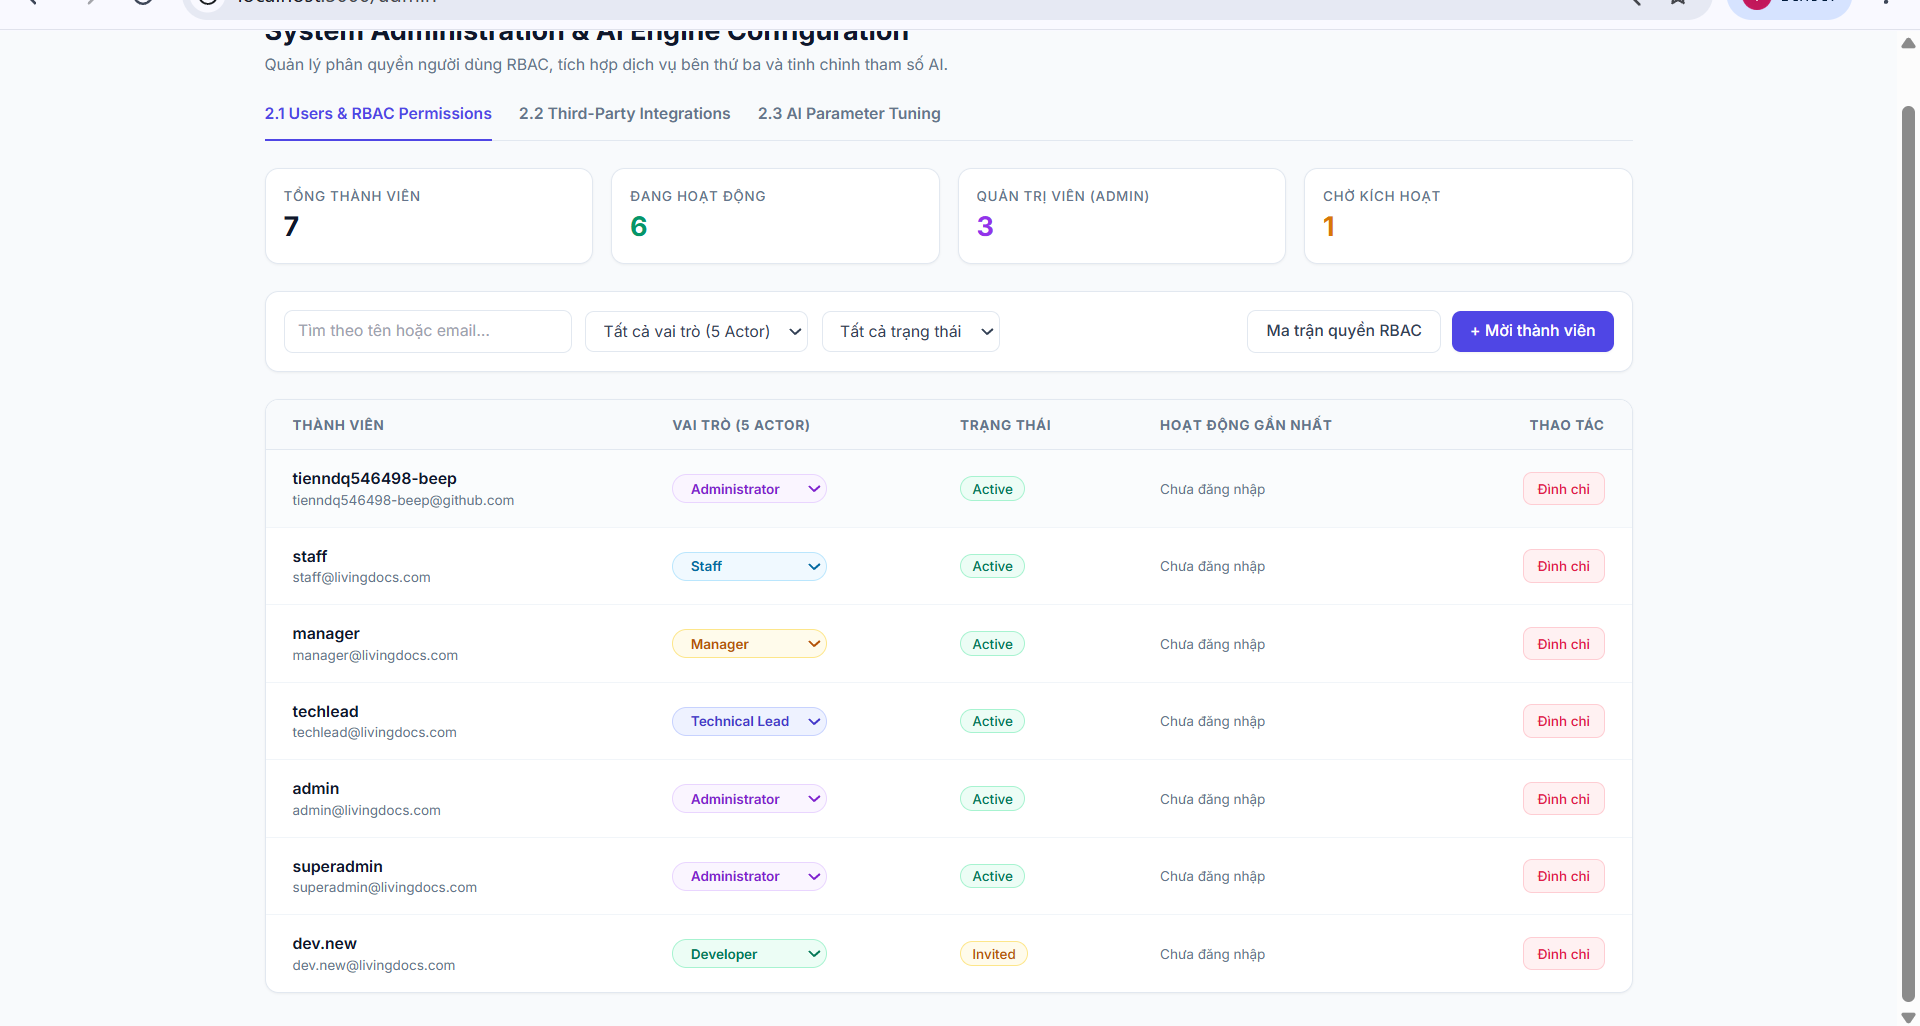 System Administration & AI Engine Configuration
Quản lý phân quyền người dùng RBAC, tích hợp dịch vụ bên thứ ba và tinh chỉnh tham số AI.
2.1 Users & RBAC Permissions 2.2 Third-Party Integrations 2.3 AI Parameter Tuning
TỔNG THÀNH VIÊN ĐANG HOẠT ĐỘNG QUẢN TRỊ VIÊN (ADMIN) CHỜ KÍCH HOẠT
7 6 3 1
Tìm theo tên hoặc email... Tất cả vai trò (5 Actor) Tất cả trạng thái Ma trận quyền RBAC + Mời thành viên
THÀNH VIÊN VAI TRÒ (5 ACTOR) TRẠNG THÁI HOẠT ĐỘNG GẦN NHẤT THAO TÁC
tienndq546498-beep
tienndq546498-beep@github.com
Administrator Active Chưa đăng nhập Đình chỉ
staff
staff@livingdocs.com
Staff Active Chưa đăng nhập Đình chỉ
manager
manager@livingdocs.com
Manager Active Chưa đăng nhập Đình chỉ
techlead
techlead@livingdocs.com
Technical Lead Active Chưa đăng nhập Đình chỉ
admin
admin@livingdocs.com
Administrator Active Chưa đăng nhập Đình chỉ
superadmin
superadmin@livingdocs.com
Administrator Active Chưa đăng nhập Đình chỉ
dev.new
dev.new@livingdocs.com
Developer Invited Chưa đăng nhập Đình chỉ